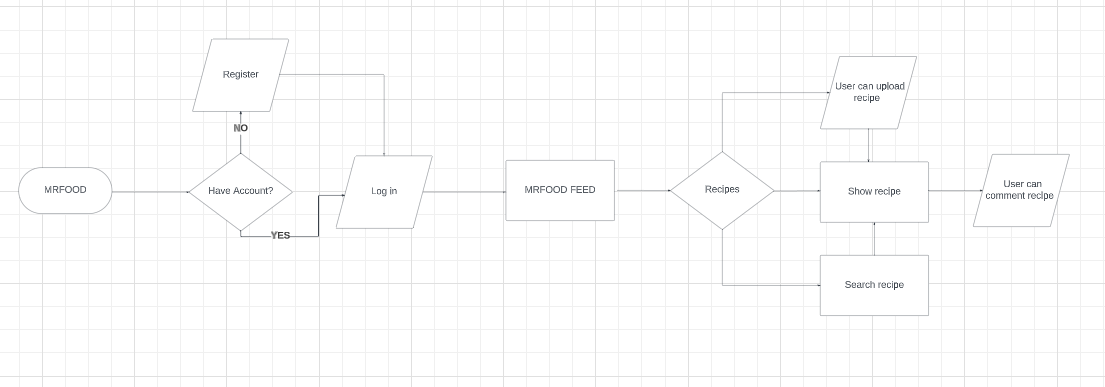 Register
NO
MRFOOD
Have Account?
YES
Log in
MRFOOD FEED
Recipes
User can upload
recipe
Show recipe
Search recipe
User can
comment recipe